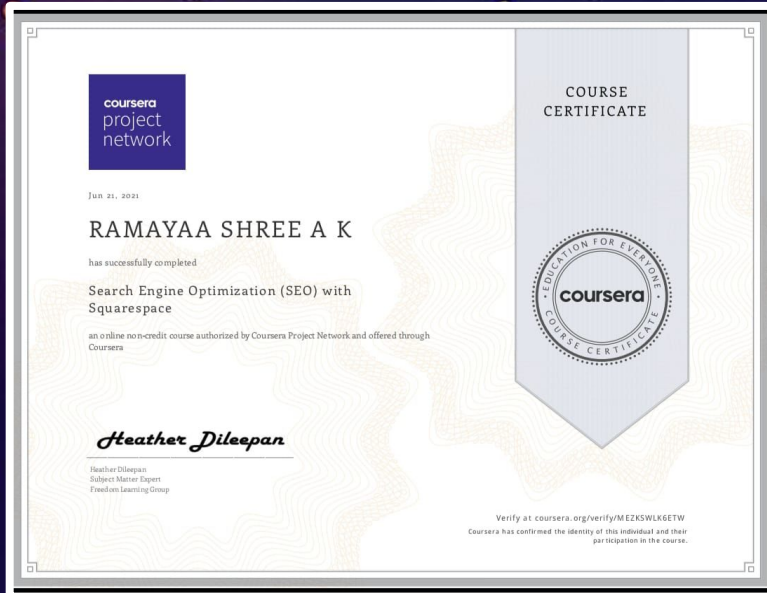 coursera
project
network
Jun 21, 2021
RAMAYAA SHREE A K
has successfully completed
Search Engine Optimization (SEO) with
Squarespace
an online non-credit course authorized by Coursera Project Network and offered through
Coursera
Heather Dileepan
Heather Dileepan
Subject Matter Expert
Freedom Learning Group
COURSE
CERTIFICATE
EDUCATION FOR EVERYONE
coursera
COURSE CERTIFICATE
Verify at coursera.org/verify/MEZKSWLK6ETW
Coursera has confirmed the identity of this individual and their
participation in the course.